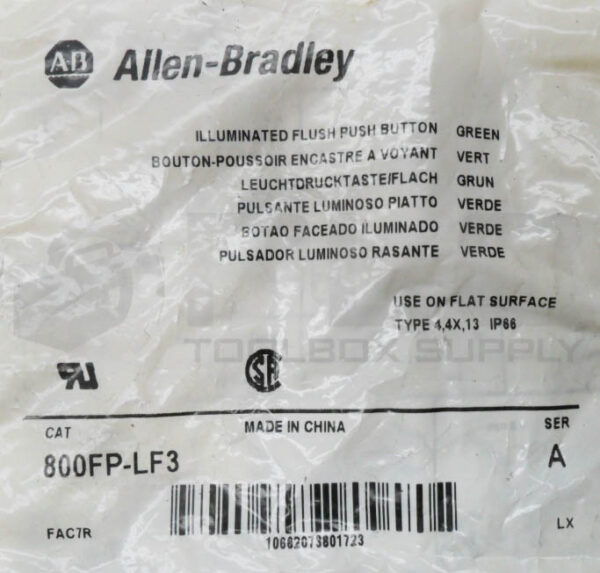 AB Allen-Bradley
ILLUMINATED FLUSH PUSH BUTTON GREEN
BOUTON-POUSSOIR ENCASTRE A VOYANT VERT
LEUCHTDRUCKTASTE/FLACH GRUN
PULSANTE LUMINOSO PIATTO VERDE
BOTAO FACEADO ILUMINADO VERDE
PULSADOR LUMINOSO RASANTE VERDE
USE ON FLAT SURFACE
TYPE 4,4X,13 IP66
TOOLBOX SUPPLY
CAT MADE IN CHINA SER
800FP-LF3 A
FAC7R LX
10662073801723